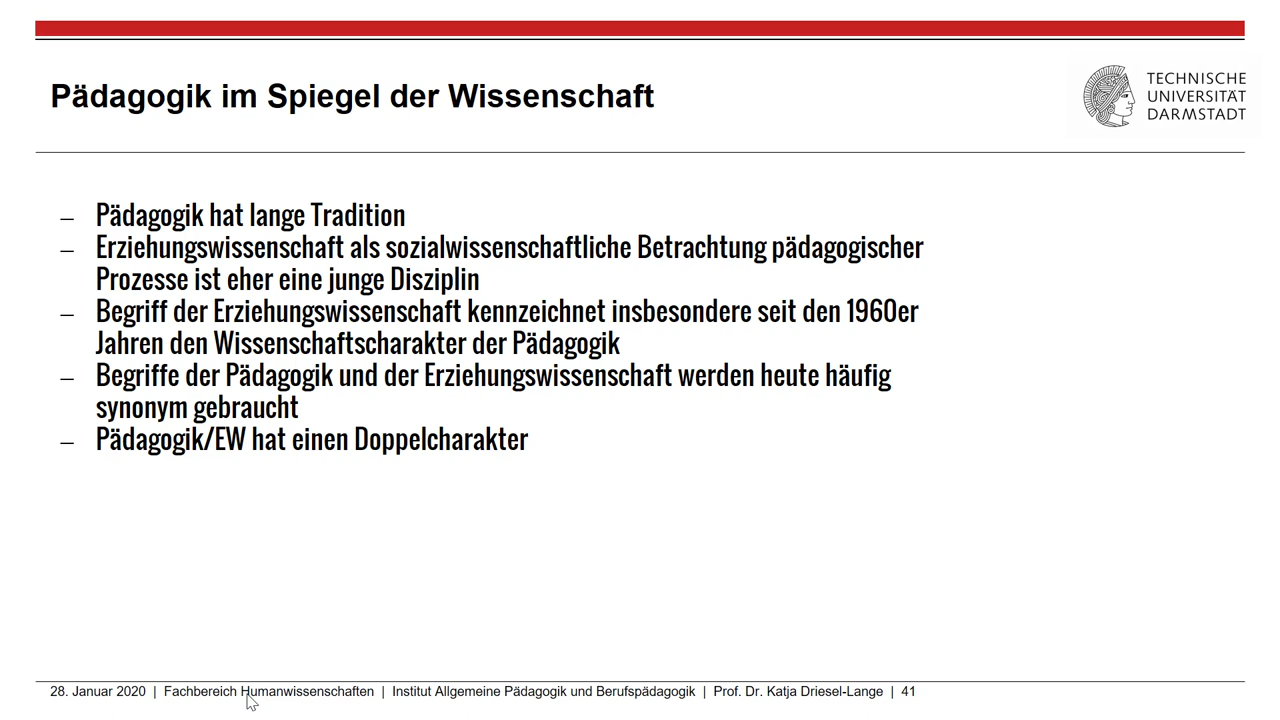 Pädagogik im Spiegel der Wissenschaft
TECHNISCHE
UNIVERSITÄT
DARMSTADT
– Pädagogik hat lange Tradition
– Erziehungswissenschaft als sozialwissenschaftliche Betrachtung pädagogischer
Prozesse ist eher eine junge Disziplin
– Begriff der Erziehungswissenschaft kennzeichnet insbesondere seit den 1960er
Jahren den Wissenschaftscharakter der Pädagogik
– Begriffe der Pädagogik und der Erziehungswissenschaft werden heute häufig
synonym gebraucht
– Pädagogik/EW hat einen Doppelcharakter
28. Januar 2020 | Fachbereich Humanwissenschaften | Institut Allgemeine Pädagogik und Berufspädagogik | Prof. Dr. Katja Driesel-Lange | 41